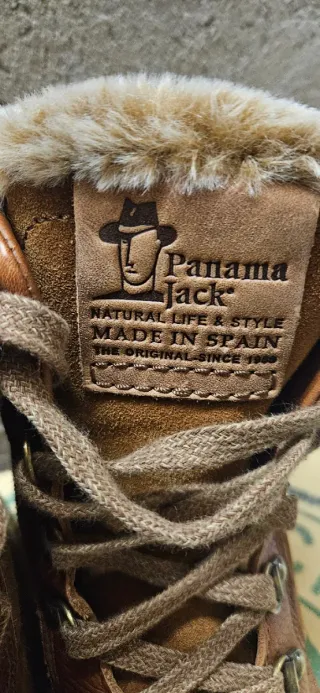 Panama
Jack®
NATURAL LIFE & STYLE
MADE IN SPAIN
THE ORIGINAL SINCE 1989